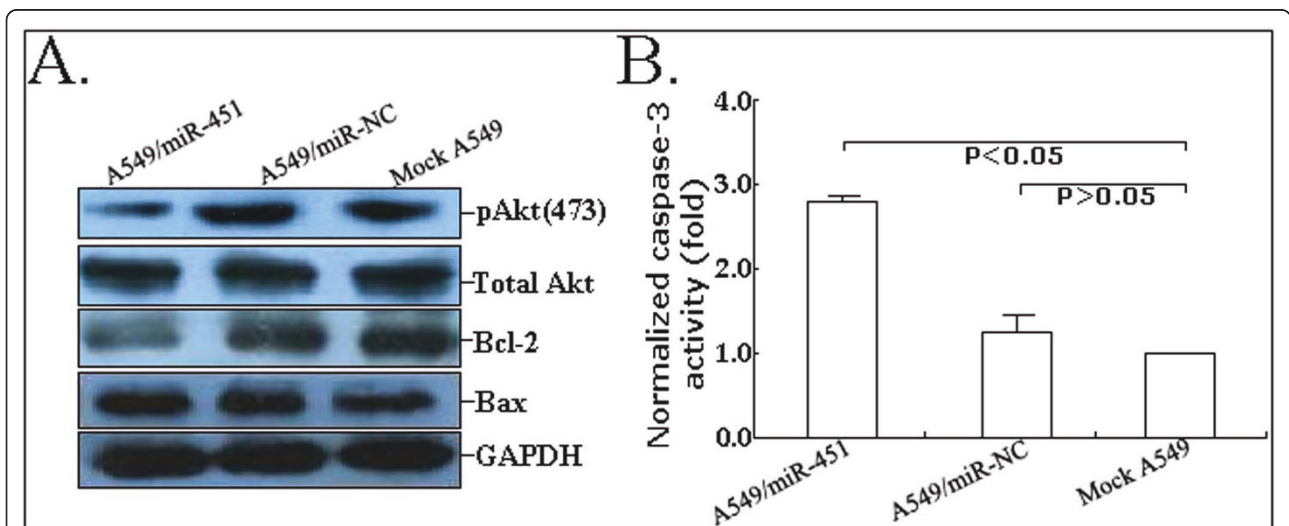 A.
A549/miR-451
A549/miR-NC
Mock A549
pAkt(473)
Total Akt
Bcl-2
Bax
GAPDH
B.
Normalized caspase-3
activity (fold)
4.0
3.0
2.0
1.0
0.0
P<0.05
P>0.05
A549/miR-451
A549/miR-NC
Mock A549